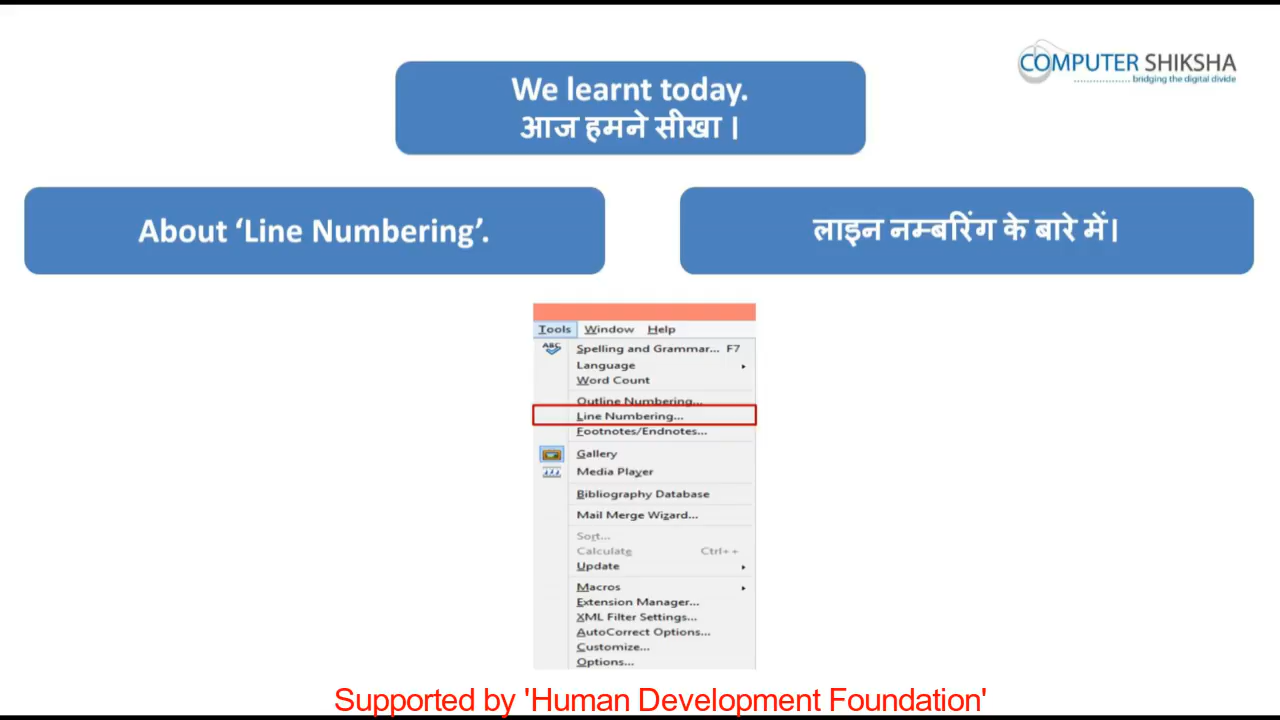 COMPUTER SHIKSHA
bridging the digital divide
We learnt today.
आज हमने सीखा।
About ‘Line Numbering’.
लाइन नम्बरिंग के बारे में।
Tools Window Help
ABC
Spelling and Grammar... F7
Language
Word Count
Outline Numbering...
Line Numbering...
Footnotes/Endnotes...
Gallery
Media Player
Bibliography Database
Mail Merge Wizard...
Sort...
Calculate Ctrl++
Update
Macros
Extension Manager...
XML Filter Settings...
AutoCorrect Options...
Customize...
Options...
Supported by 'Human Development Foundation'